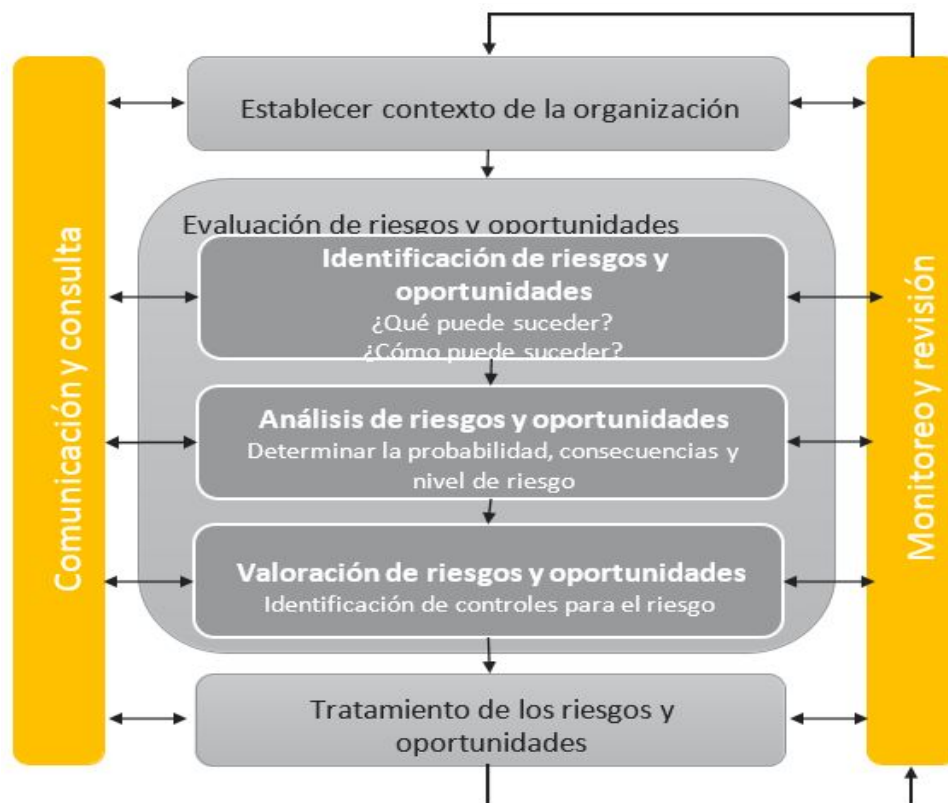 Establecer contexto de la organización
Evaluación de riesgos y oportunidades
Identificación de riesgos y
oportunidades
¿Qué puede suceder?
¿Cómo puede suceder?
Análisis de riesgos y oportunidades
Determinar la probabilidad, consecuencias y
nivel de riesgo
Valoración de riesgos y oportunidades
Identificación de controles para el riesgo
Tratamiento de los riesgos y
oportunidades
Comunicación y consulta
Monitoreo y revisión